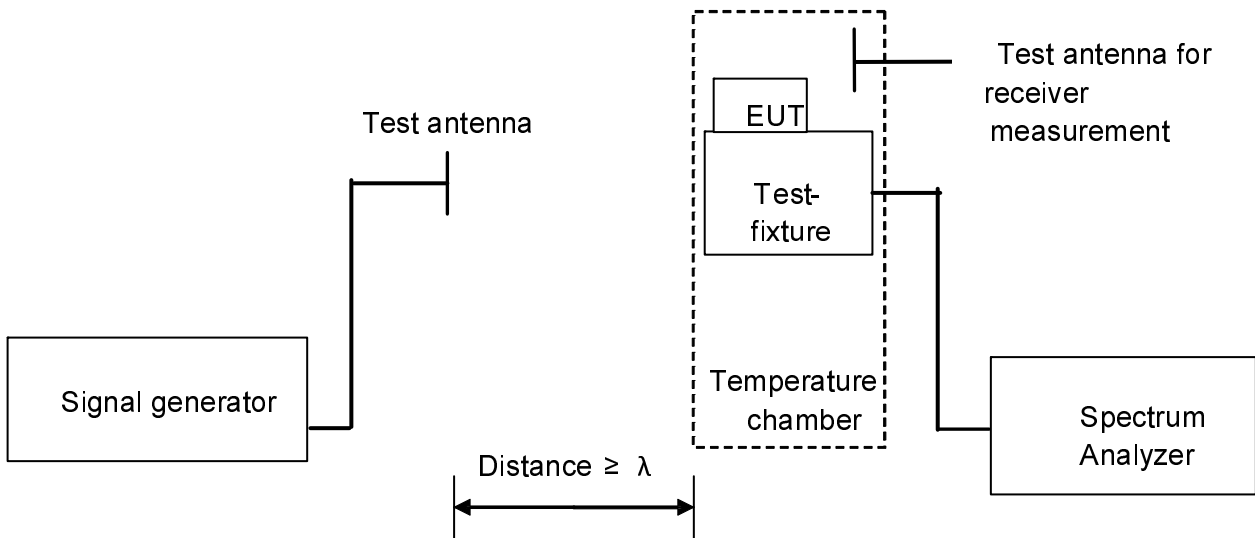 Test antenna for
receiver
measurement
EUT
Test antenna
Test-
fixture
Temperature
chamber
Signal generator
Spectrum
Analyzer
Distance ≥ λ